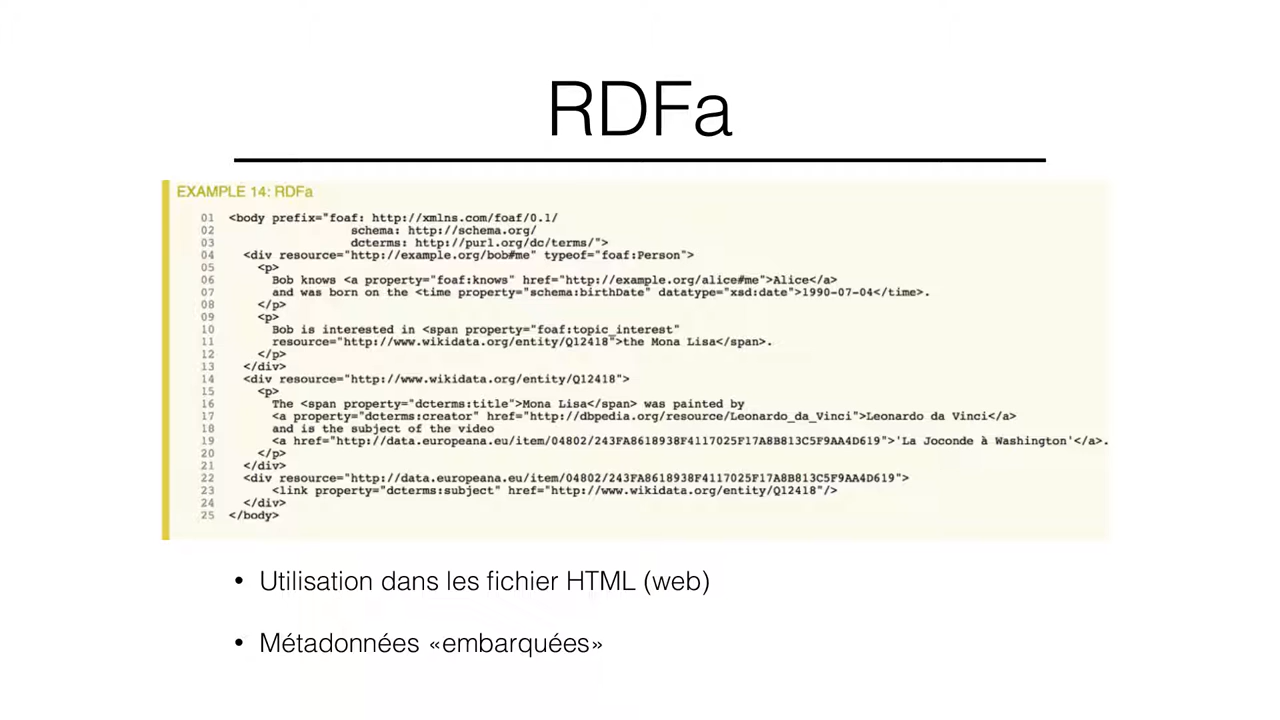 RDFa
EXAMPLE 14: RDFa
01 <body prefix="foaf: http://xmlns.com/foaf/0.1/
02 schema: http://schema.org/
03 dcterms: http://purl.org/dc/terms/">
04 <div resource="http://example.org/bob#me" typeof="foaf:Person">
05 <p>
06 Bob knows <a property="foaf:knows" href="http://example.org/alice#me">Alice</a>
07 and was born on the <time property="schema:birthDate" datatype="xsd:date">1990-07-04</time>.
08 </p>
09 <p>
10 Bob is interested in <span property="foaf:topic_interest"
11 resource="http://www.wikidata.org/entity/Q12418">the Mona Lisa</span>.
12 </p>
13 </div>
14 <div resource="http://www.wikidata.org/entity/Q12418">
15 <p>
16 The <span property="dcterms:title">Mona Lisa</span> was painted by
17 <a property="dcterms:creator" href="http://dbpedia.org/resource/Leonardo_da_Vinci">Leonardo da Vinci</a>
18 and is the subject of the video
19 <a href="http://data.europeana.eu/item/04802/243FA8618938F4117025F17A8B813C5F9AA4D619">'La Joconde à Washington'</a>.
20 </p>
21 </div>
22 <div resource="http://data.europeana.eu/item/04802/243FA8618938F4117025F17A8B813C5F9AA4D619">
23 <link property="dcterms:subject" href="http://www.wikidata.org/entity/Q12418"/>
24 </div>
25 </body>
• Utilisation dans les fichier HTML (web)
• Métadonnées «embarquées»